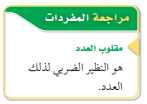 مراجعة المفردات
مقلوب العدد
هو النظير الضربي لذلك
العدد.